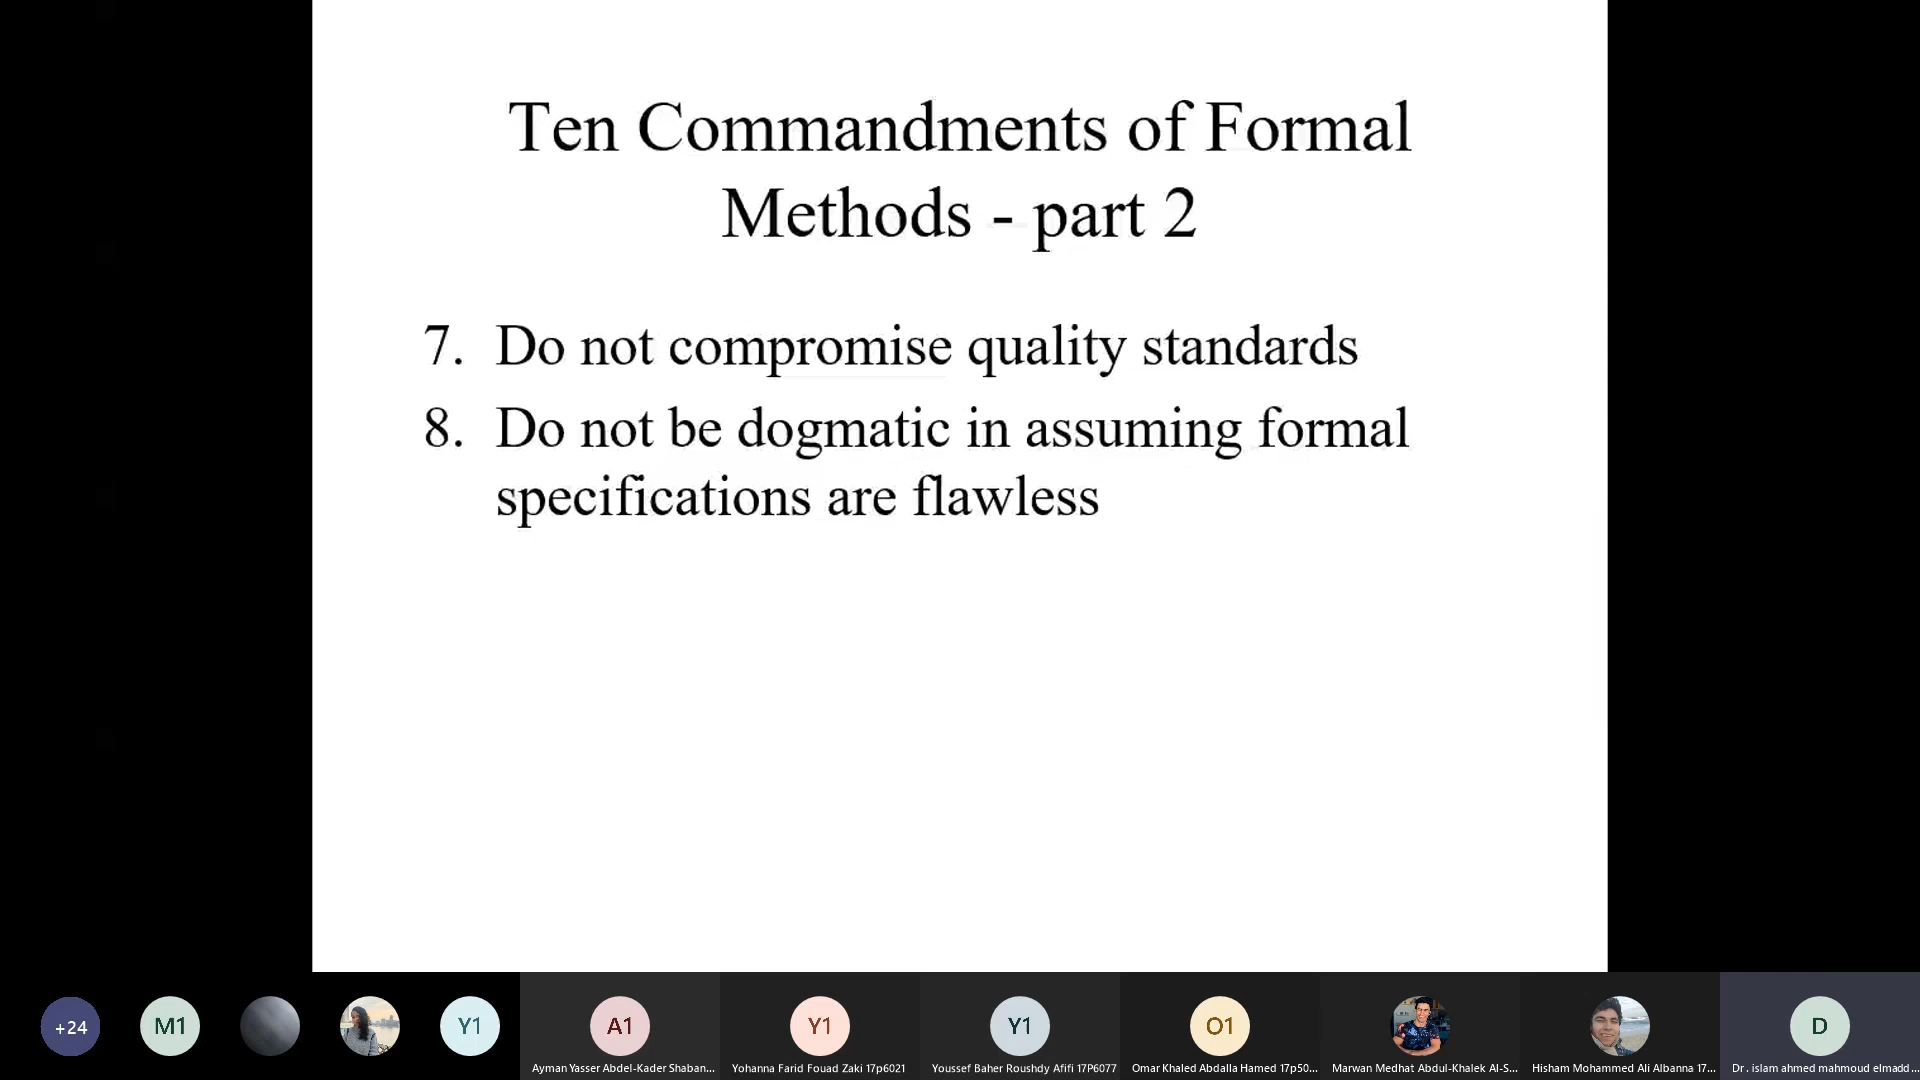 Ten Commandments of Formal
Methods - part 2
7. Do not compromise quality standards
8. Do not be dogmatic in assuming formal
specifications are flawless
+24
M1
Y1
A1
Y1
Y1
O1
D
Ayman Yasser Abdel-Kader Shaban...
Yohanna Farid Fouad Zaki 17p6021
Youssef Baher Roushdy Afifi 17P6077
Omar Khaled Abdalla Hamed 17p50...
Marwan Medhat Abdul-Khalek Al-S...
Hisham Mohammed Ali Albanna 17...
Dr. islam ahmed mahmoud elmadd...